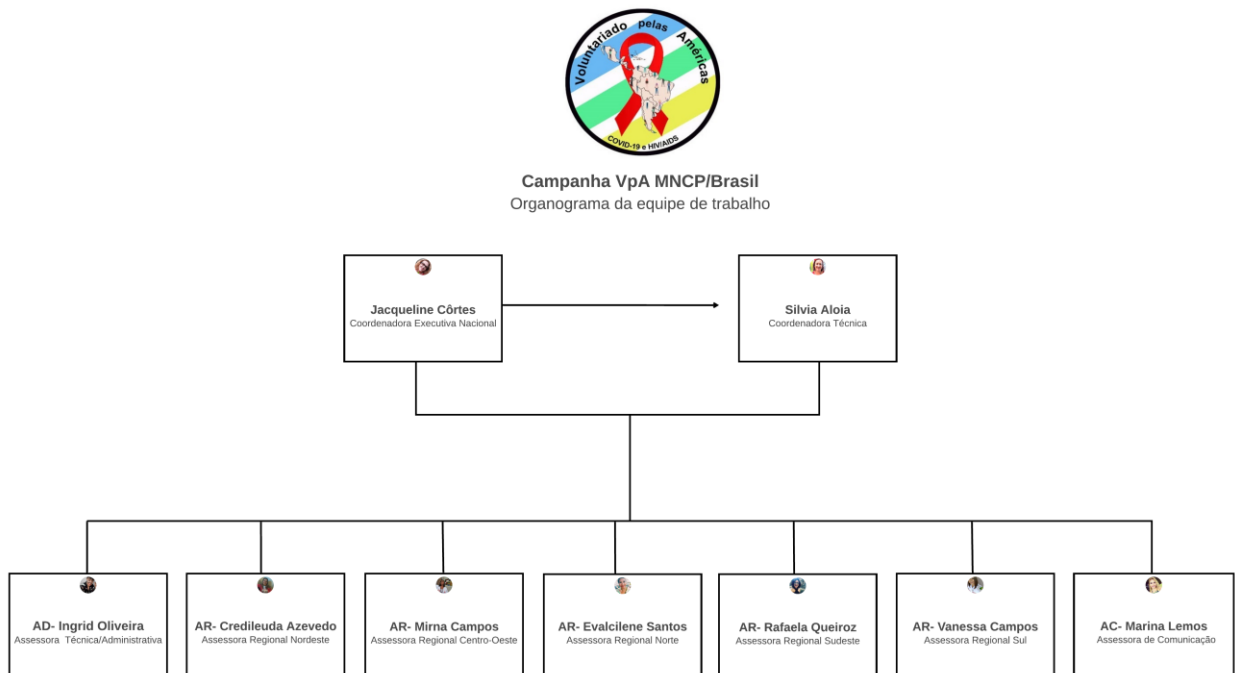 Voluntariado pelas Américas
COVID-19 e HIV/AIDS
Campanha VpA MNCP/Brasil
Organograma da equipe de trabalho
Jacqueline Côrtes
Coordenadora Executiva Nacional
Silvia Aloia
Coordenadora Técnica
AD- Ingrid Oliveira
Assessora Técnica/Administrativa
AR- Credileuda Azevedo
Assessora Regional Nordeste
AR- Mirna Campos
Assessora Regional Centro-Oeste
AR- Evalcilene Santos
Assessora Regional Norte
AR- Rafaela Queiroz
Assessora Regional Sudeste
AR- Vanessa Campos
Assessora Regional Sul
AC- Marina Lemos
Assessora de Comunicação